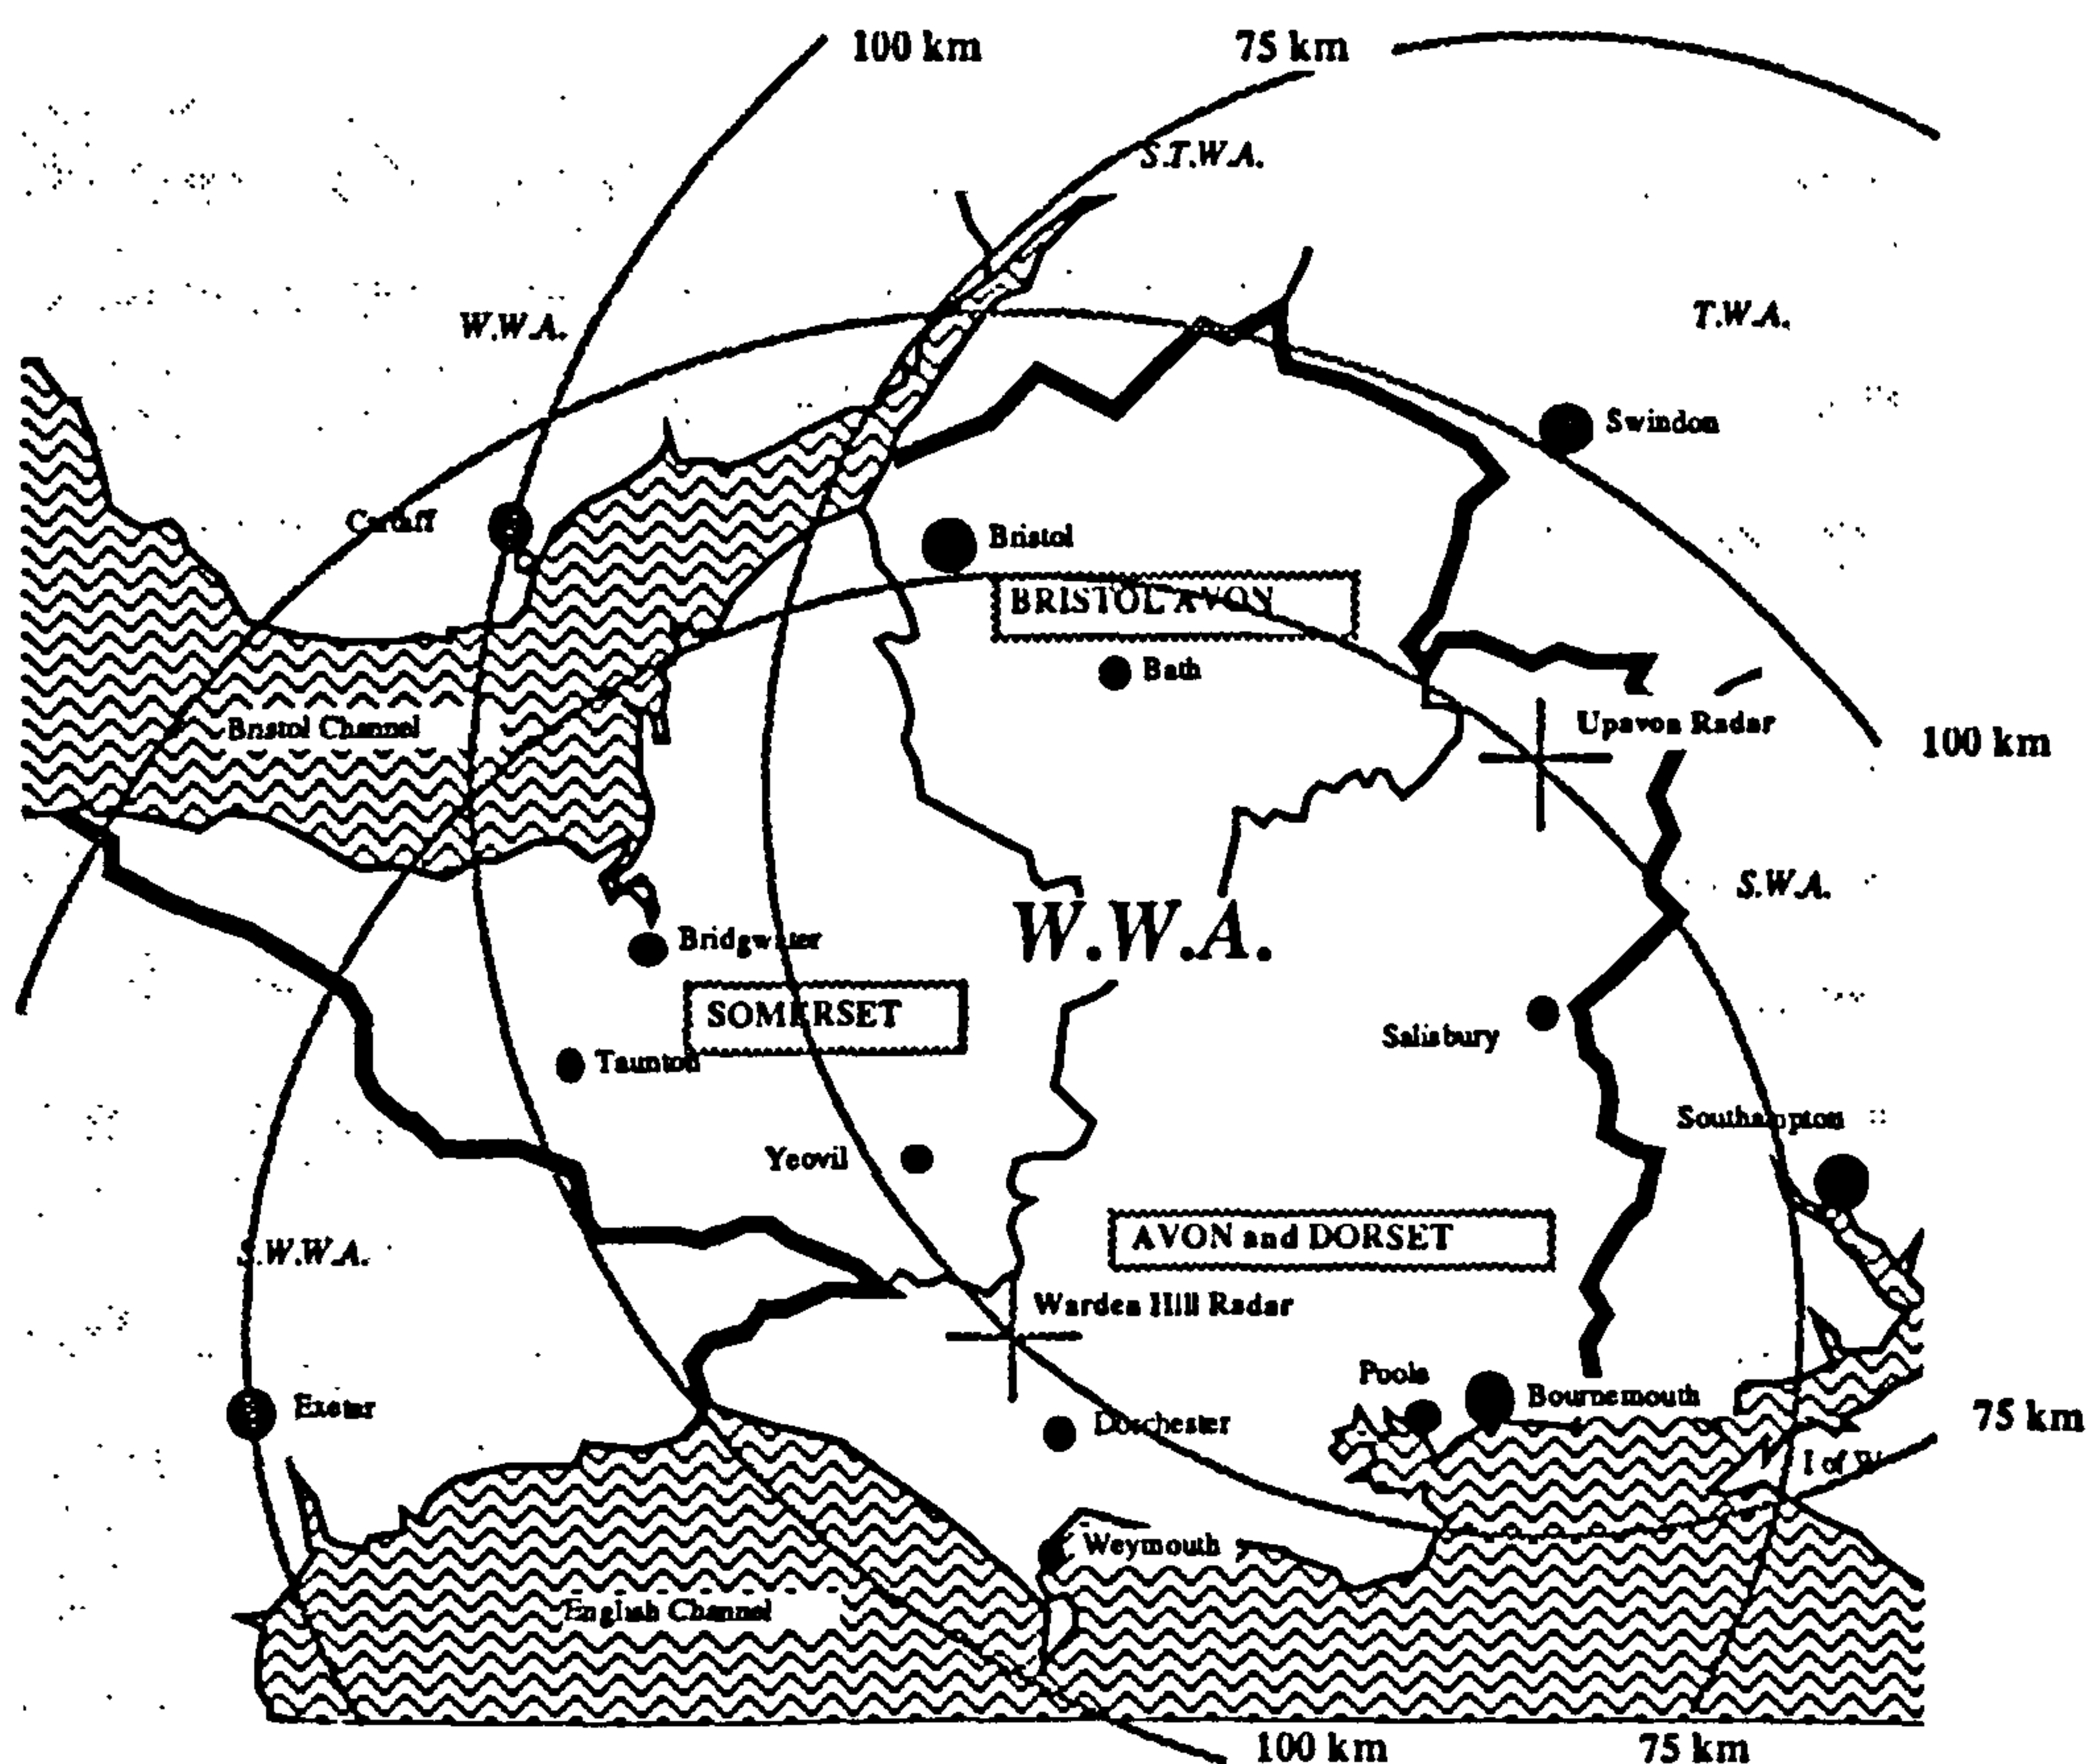 100 km
75 km
S.T.W.A.
W.W.A.
T.W.A.
Swindon
Cardiff
Bristol
BRISTOL AVON
Bath
Bristol Channel
Upavon Radar
100 km
S.W.A.
W.W.A.
Bridgwater
SOMERSET
Salisbury
Taunton
Southampton
Yeovil
AVON and DORSET
S.W.W.A.
Warden Hill Radar
Poole
Bournemouth
Exeter
Dorchester
75 km
I of W
Weymouth
English Channel
100 km
75 km